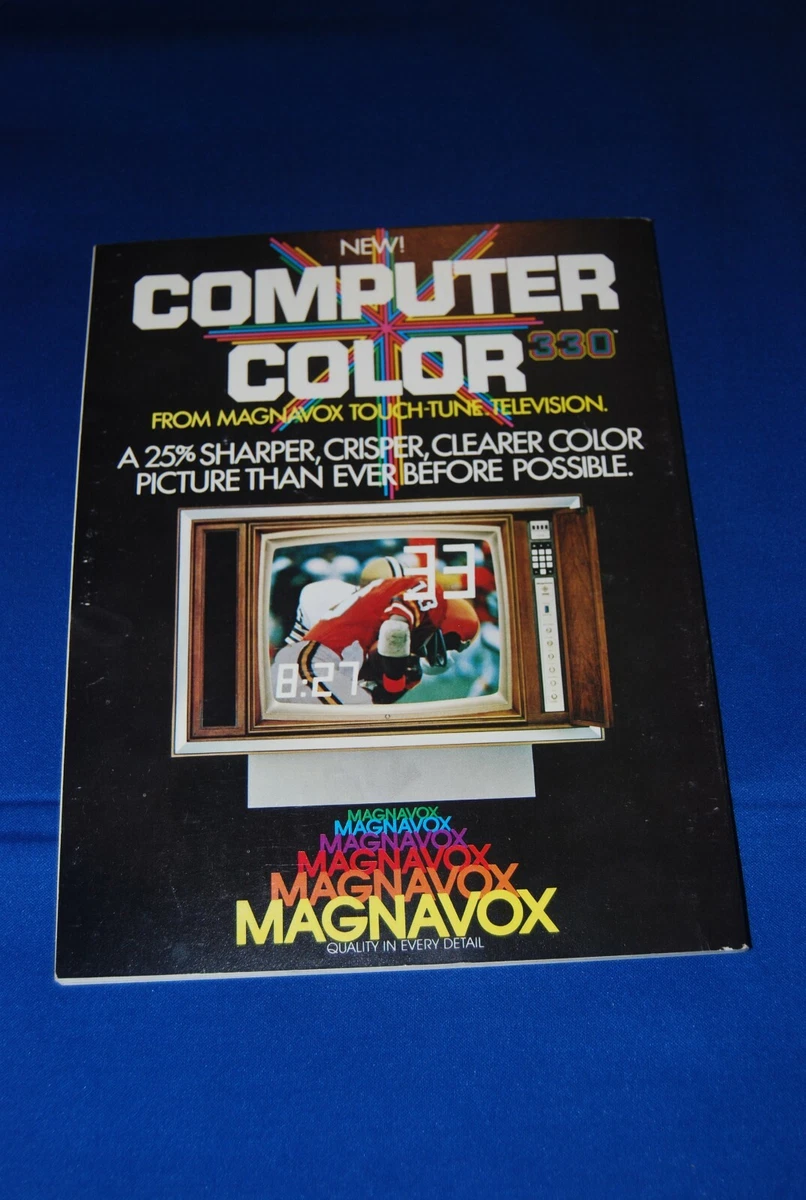 NEW!
COMPUTER
COLOR 330™
FROM MAGNAVOX TOUCH-TUNE TELEVISION.
A 25% SHARPER, CRISPER, CLEARER COLOR
PICTURE THAN EVER BEFORE POSSIBLE.
33
8:27
MAGNAVOX
MAGNAVOX
MAGNAVOX
MAGNAVOX
MAGNAVOX
MAGNAVOX
QUALITY IN EVERY DETAIL